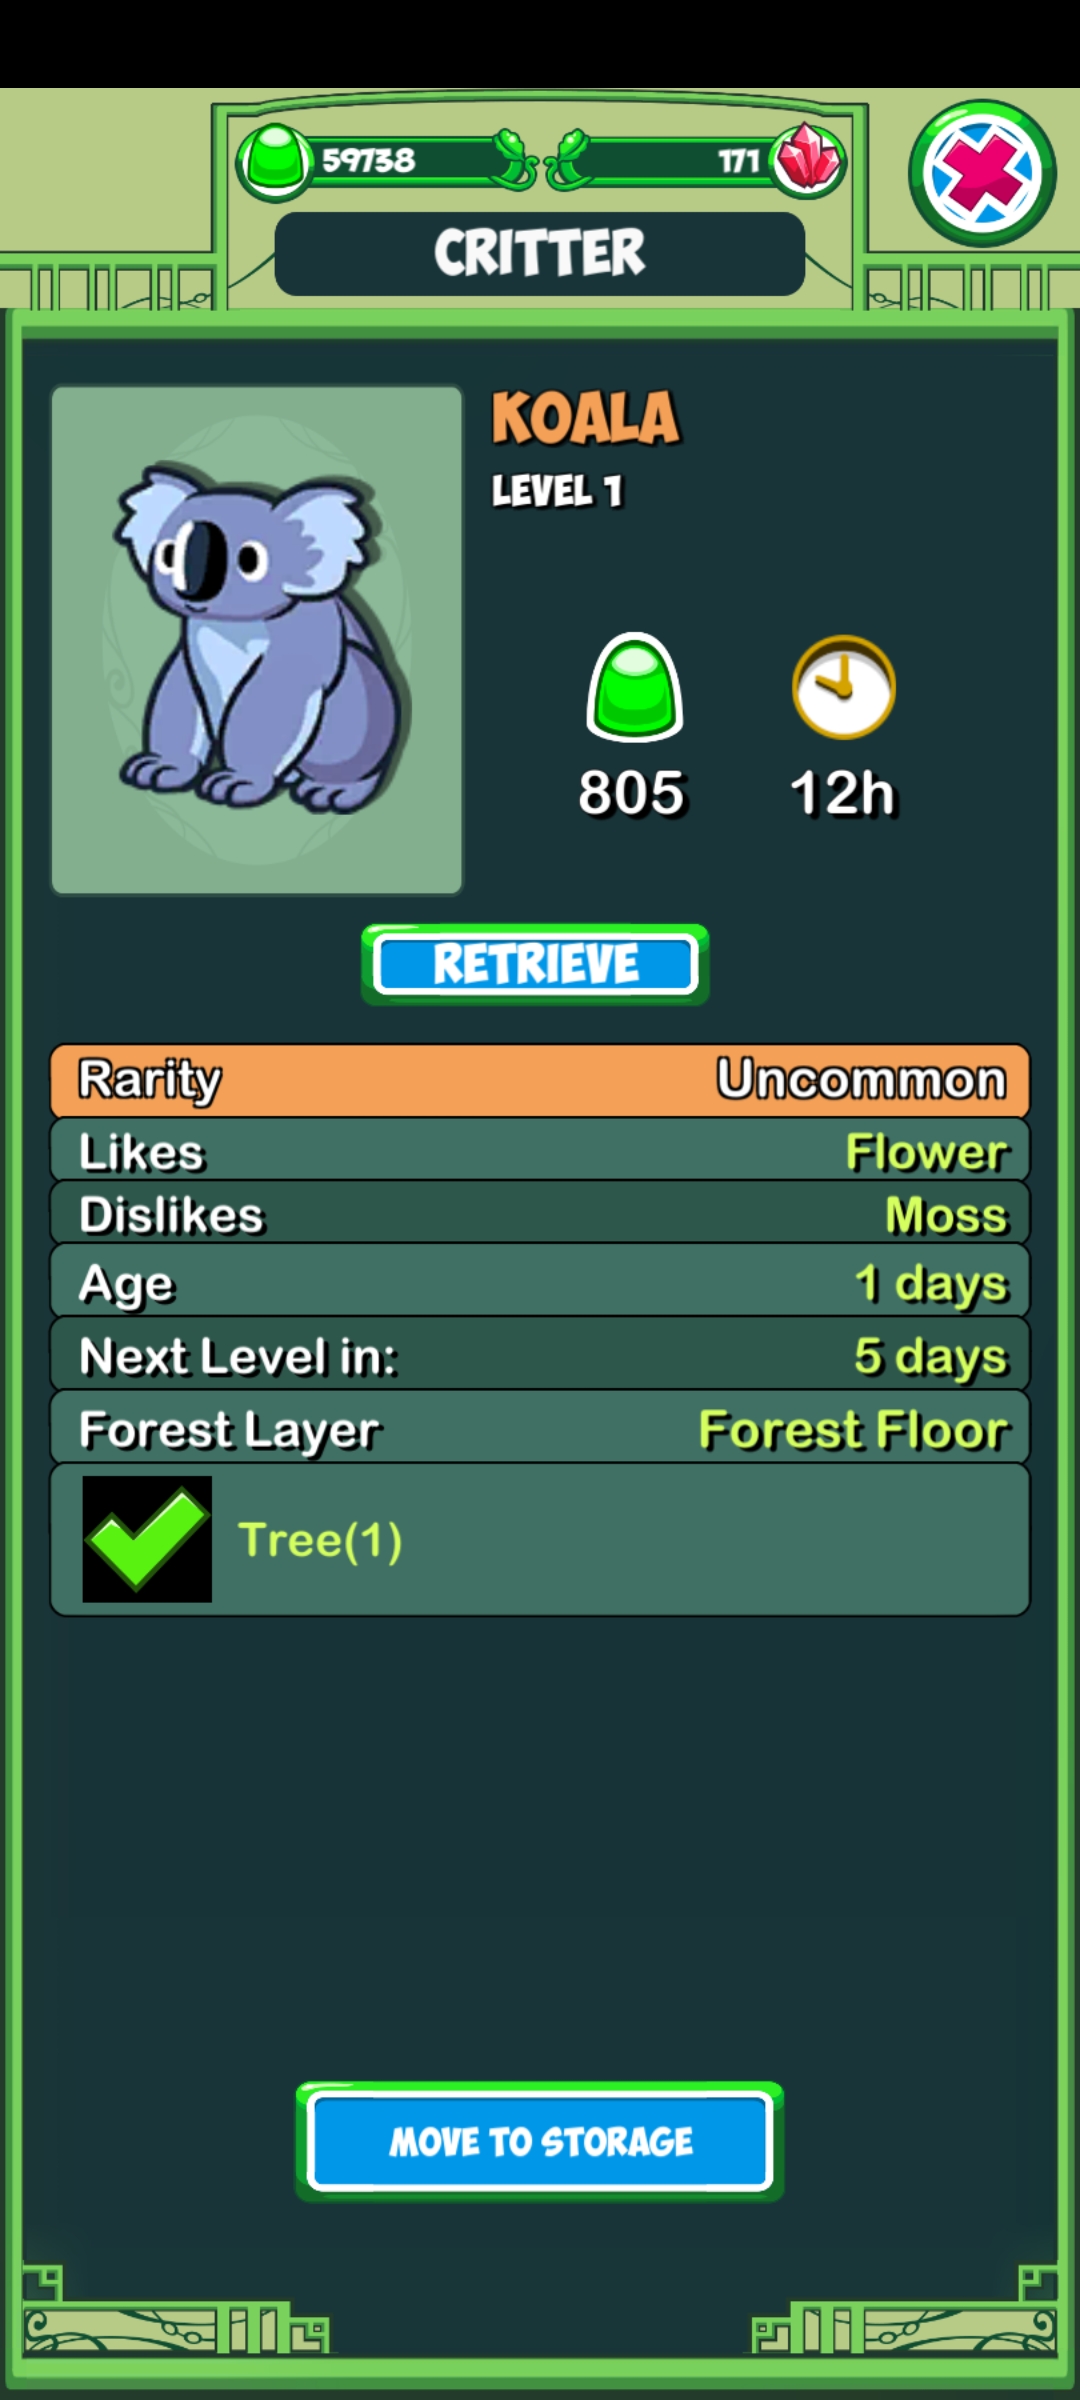 59738
171
CRITTER
KOALA
LEVEL 1
805
12h
RETRIEVE
Rarity Uncommon
Likes Flower
Dislikes Moss
Age 1 days
Next Level in: 5 days
Forest Layer Forest Floor
Tree(1)
MOVE TO STORAGE